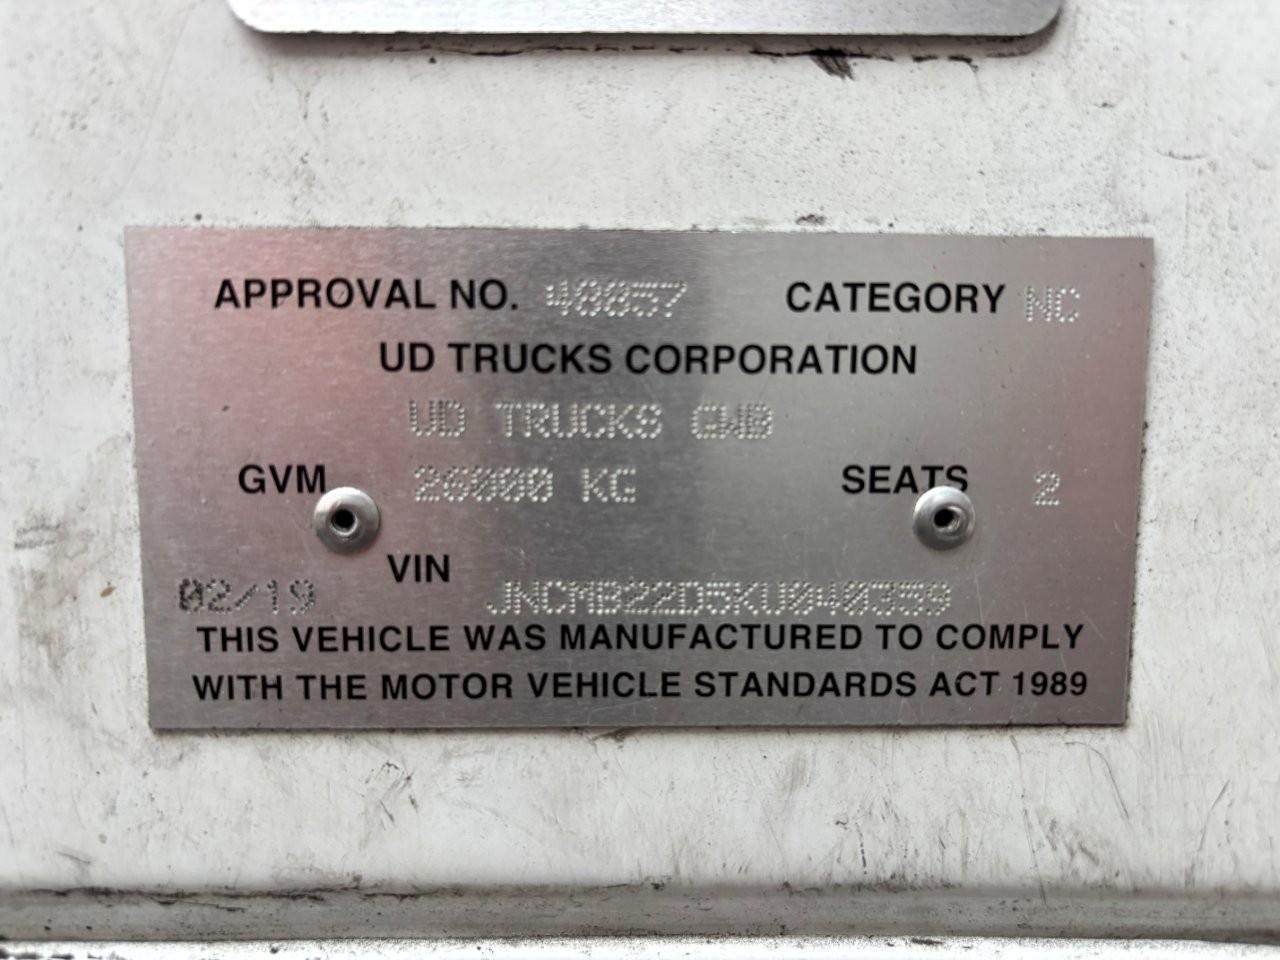 APPROVAL NO. 48857 CATEGORY NC
UD TRUCKS CORPORATION
UD TRUCKS GWB
GVM 26000 KG SEATS 2
VIN
02/19 JNCMB22D5KU040359
THIS VEHICLE WAS MANUFACTURED TO COMPLY
WITH THE MOTOR VEHICLE STANDARDS ACT 1989